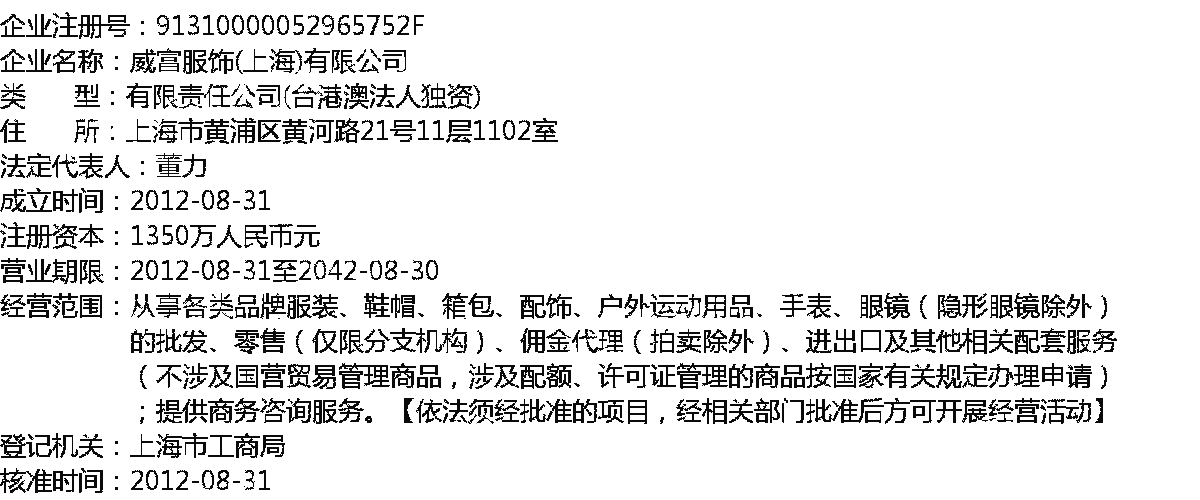 企业注册号：91310000052965752F
企业名称：威富服饰(上海)有限公司
类　　型：有限责任公司(台港澳法人独资)
住　　所：上海市黄浦区黄河路21号11层1102室
法定代表人：董力
成立时间：2012-08-31
注册资本：1350万人民币元
营业期限：2012-08-31至2042-08-30
经营范围：从事各类品牌服装、鞋帽、箱包、配饰、户外运动用品、手表、眼镜（隐形眼镜除外）
的批发、零售（仅限分支机构）、佣金代理（拍卖除外）、进出口及其他相关配套服务
（不涉及国营贸易管理商品，涉及配额、许可证管理的商品按国家有关规定办理申请）
；提供商务咨询服务。【依法须经批准的项目，经相关部门批准后方可开展经营活动】
登记机关：上海市工商局
核准时间：2012-08-31